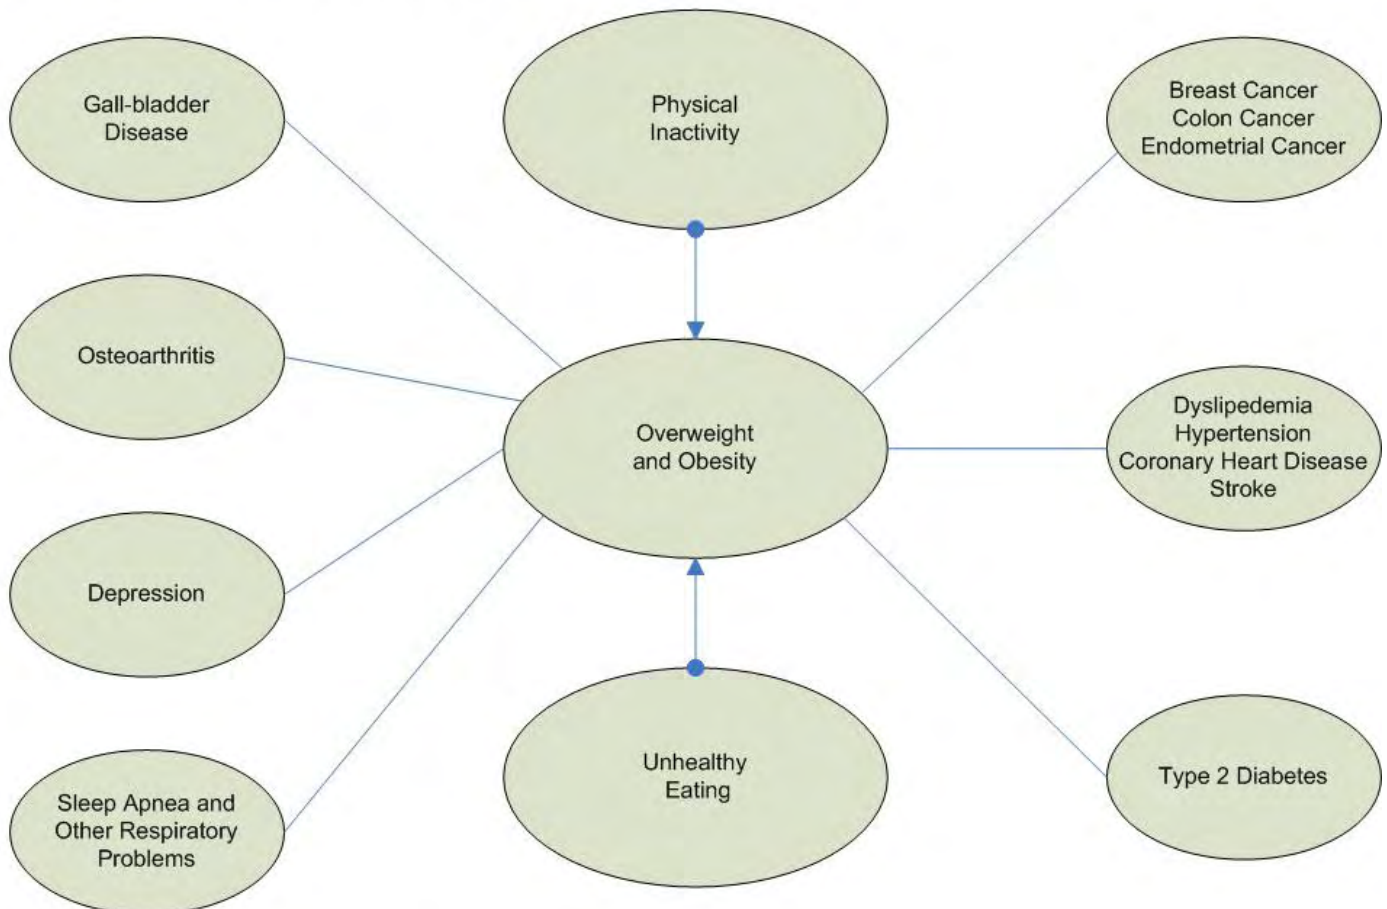 Gall-bladder
Disease
Physical
Inactivity
Breast Cancer
Colon Cancer
Endometrial Cancer
Osteoarthritis
Overweight
and Obesity
Dyslipedemia
Hypertension
Coronary Heart Disease
Stroke
Depression
Unhealthy
Eating
Type 2 Diabetes
Sleep Apnea and
Other Respiratory
Problems